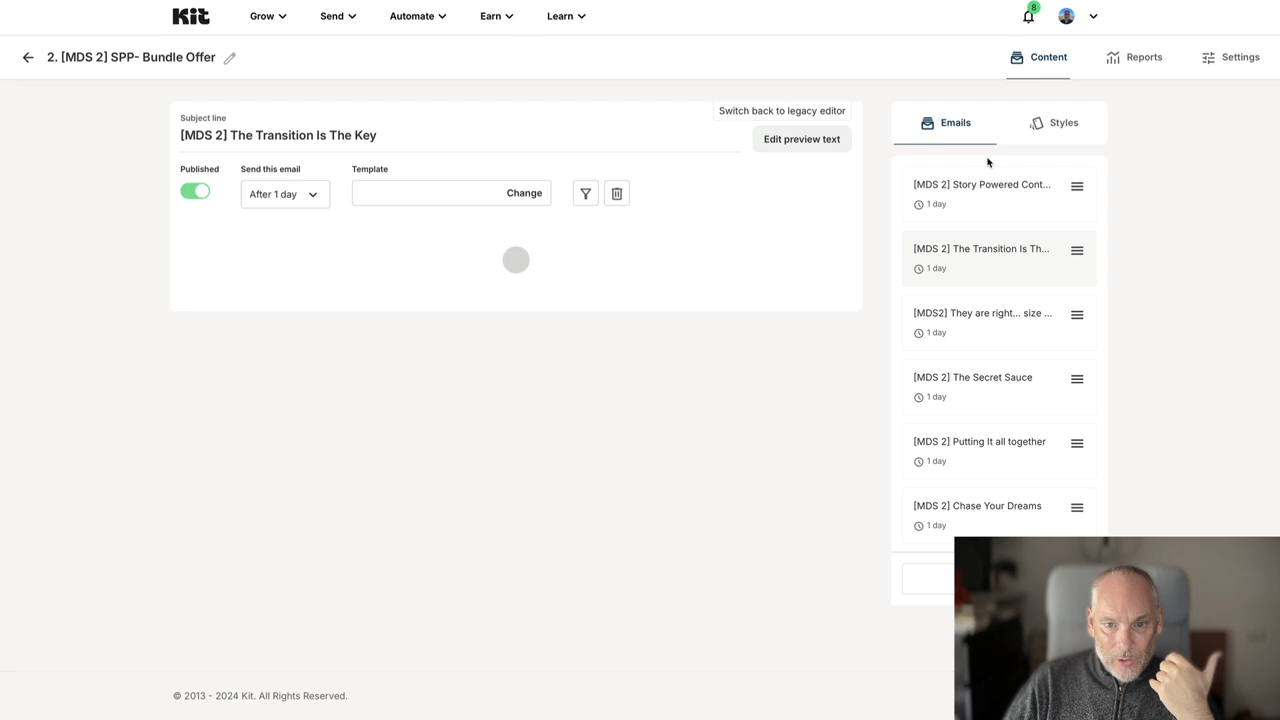 Kit
Grow
Send
Automate
Earn
Learn
8
2. [MDS 2] SPP- Bundle Offer
Content
Reports
Settings
Subject line
Switch back to legacy editor
[MDS 2] The Transition Is The Key
Edit preview text
Published
Send this email
Template
After 1 day
Change
Emails
Styles
[MDS 2] Story Powered Cont...
1 day
[MDS 2] The Transition Is Th...
1 day
[MDS2] They are right... size ...
1 day
[MDS 2] The Secret Sauce
1 day
[MDS 2] Putting It all together
1 day
[MDS 2] Chase Your Dreams
1 day
© 2013 - 2024 Kit. All Rights Reserved.